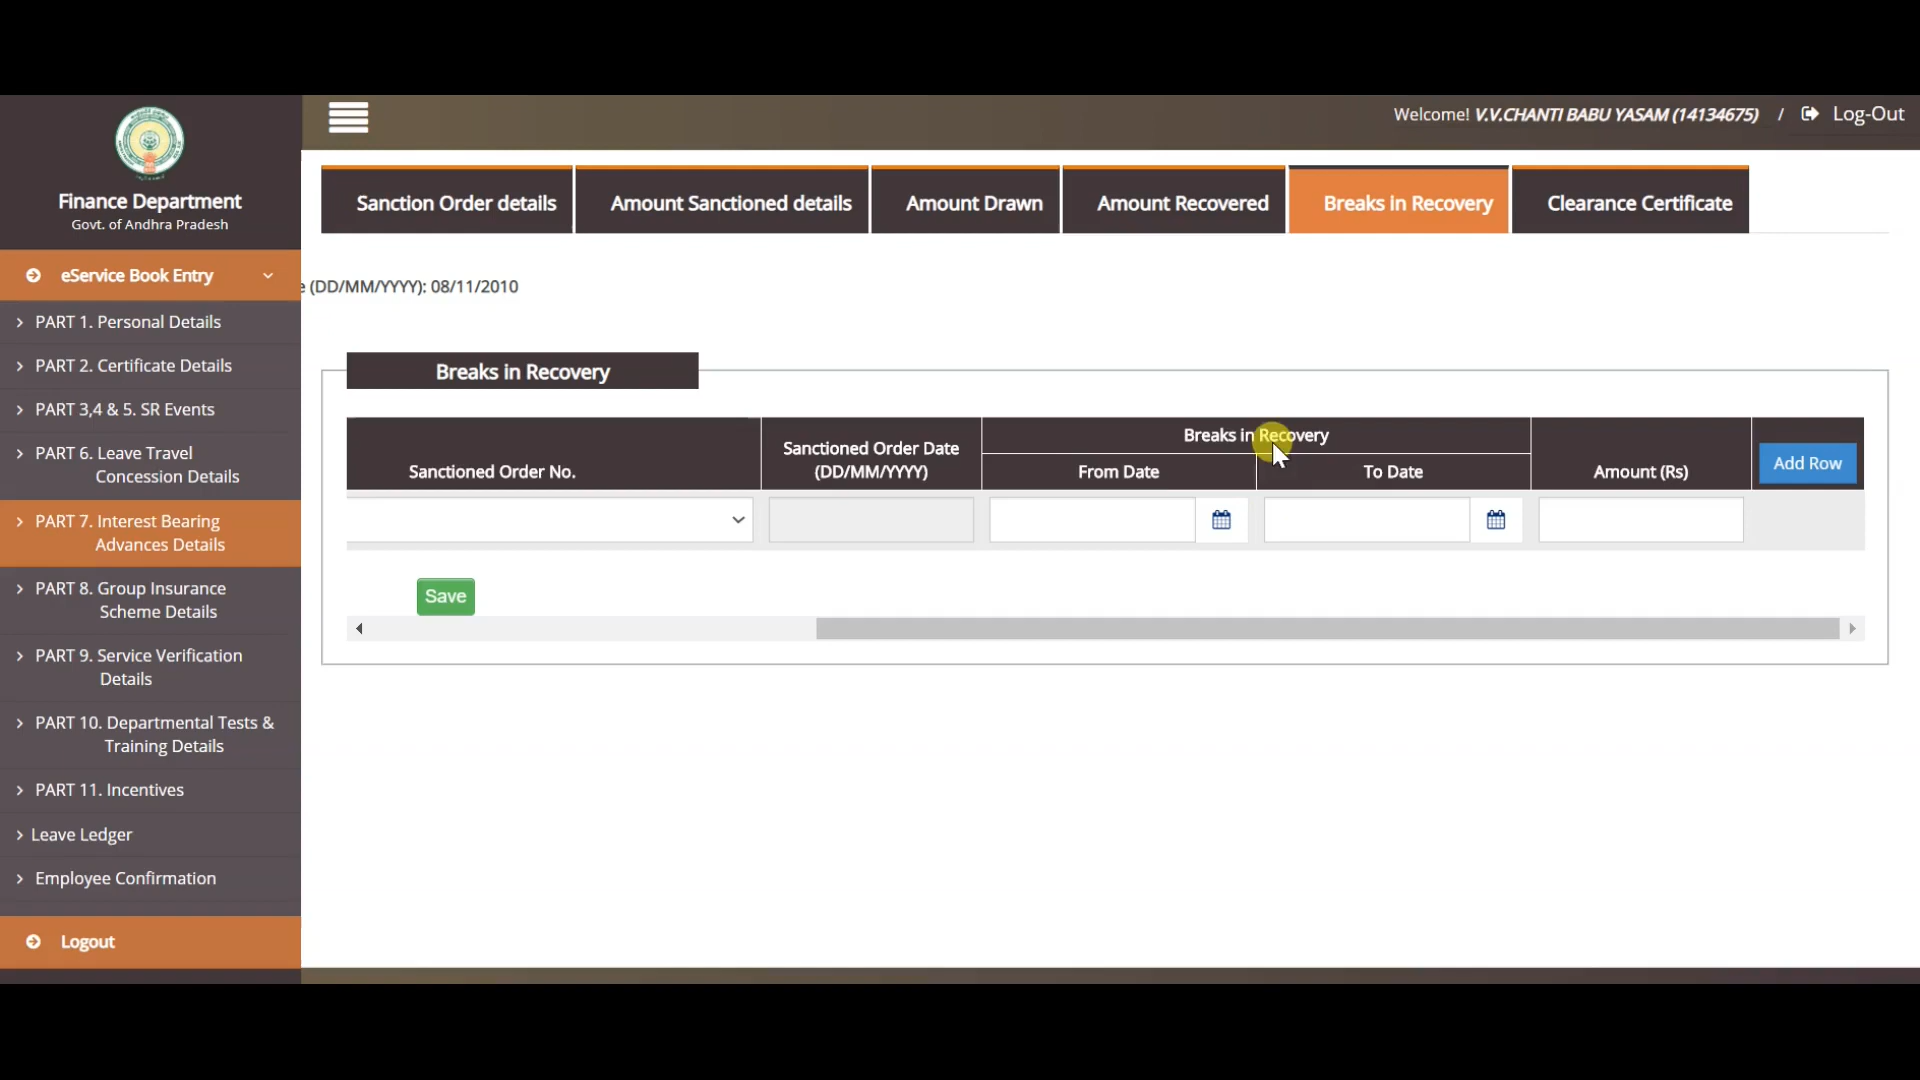 Welcome! V.V.CHANTI BABU YASAM (14134675) / Log-Out
Finance Department
Govt. of Andhra Pradesh
eService Book Entry
PART 1. Personal Details
PART 2. Certificate Details
PART 3,4 & 5. SR Events
PART 6. Leave Travel
Concession Details
PART 7. Interest Bearing
Advances Details
PART 8. Group Insurance
Scheme Details
PART 9. Service Verification
Details
PART 10. Departmental Tests &
Training Details
PART 11. Incentives
Leave Ledger
Employee Confirmation
Logout
Sanction Order details
Amount Sanctioned details
Amount Drawn
Amount Recovered
Breaks in Recovery
Clearance Certificate
e (DD/MM/YYYY): 08/11/2010
Breaks in Recovery
Sanctioned Order No.
Sanctioned Order Date
(DD/MM/YYYY)
Breaks in Recovery
From Date
To Date
Amount (Rs)
Add Row
Save